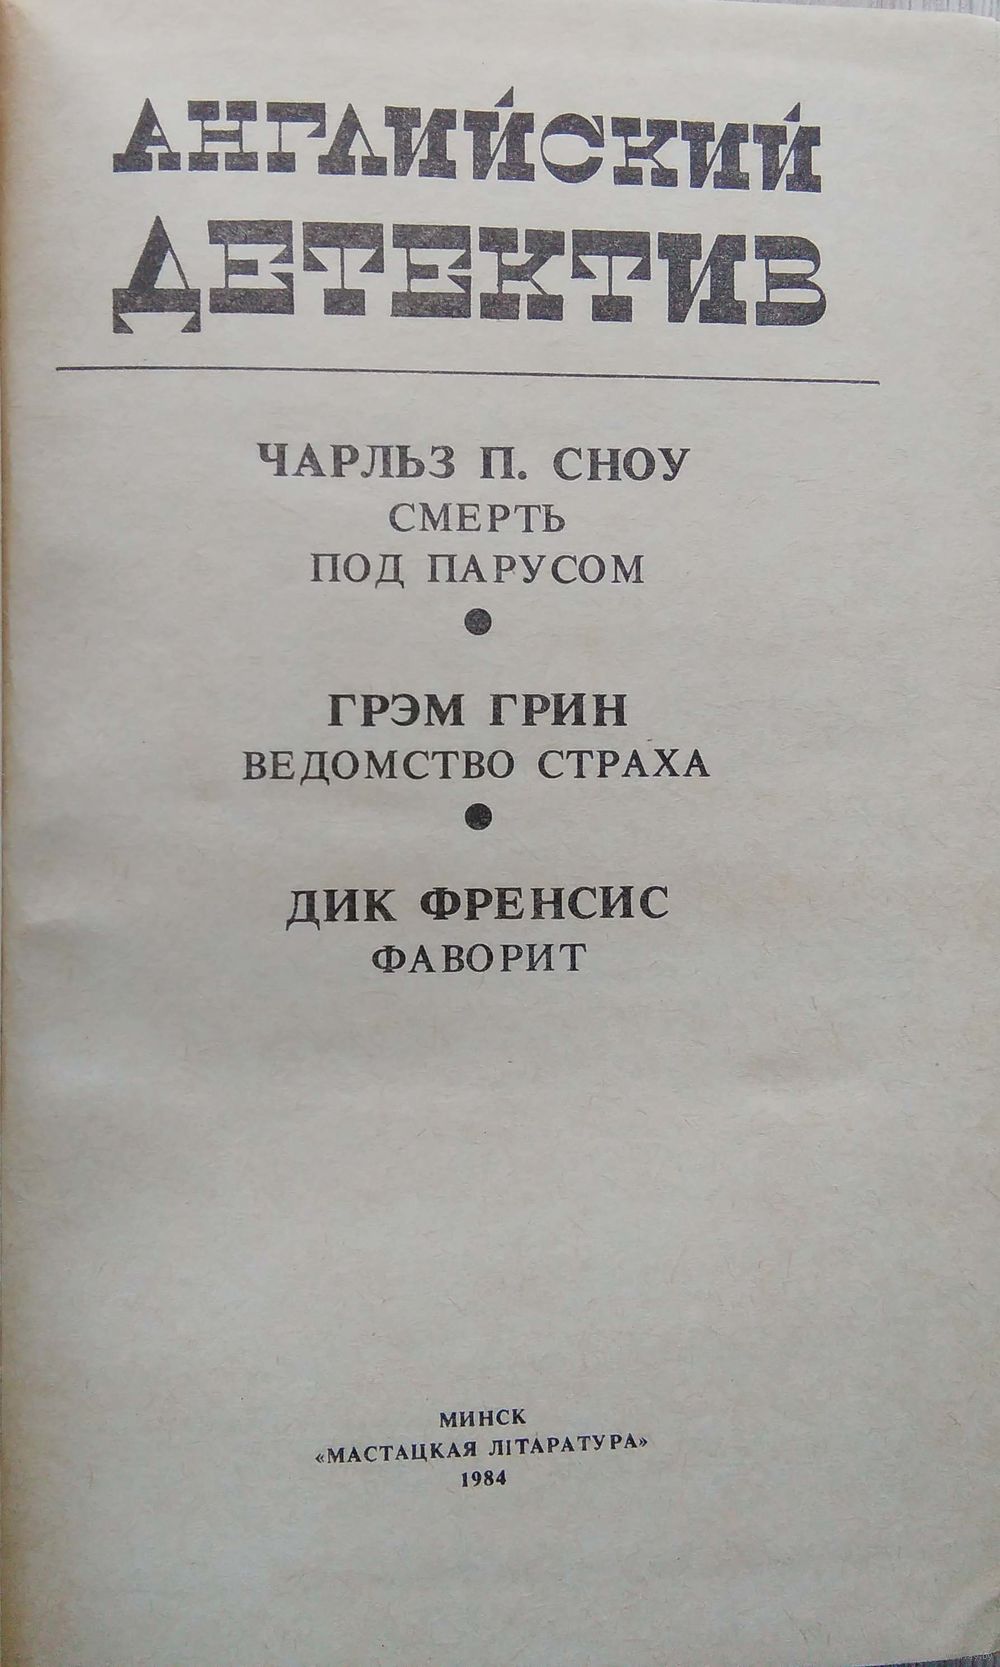 АНГЛИЙСКИЙ
ДЕТЕКТИВ
ЧАРЛЬЗ П. СНОУ
СМЕРТЬ
ПОД ПАРУСОМ
ГРЭМ ГРИН
ВЕДОМСТВО СТРАХА
ДИК ФРЕНСИС
ФАВОРИТ
МИНСК
«МАСТАЦКАЯ ЛІТАРАТУРА»
1984